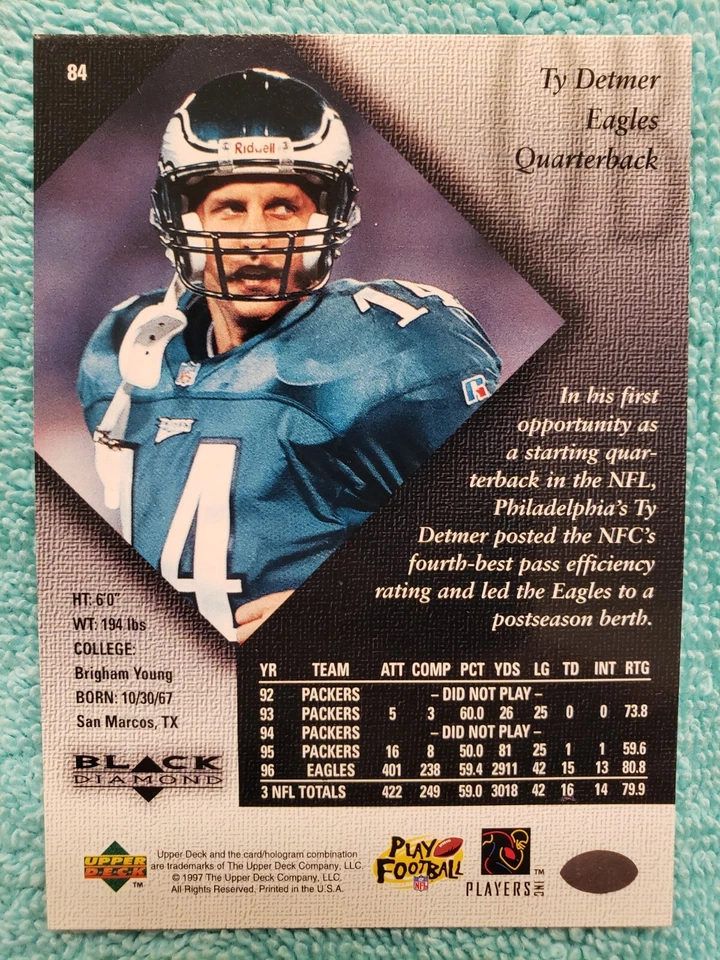 84
Ty Detmer
Eagles
Quarterback
Riddell
14
14
R
In his first
opportunity as
a starting quar-
terback in the NFL,
Philadelphia's Ty
Detmer posted the NFC's
fourth-best pass efficiency
rating and led the Eagles to a
postseason berth.
HT: 6'0"
WT: 194 lbs
COLLEGE:
Brigham Young
BORN: 10/30/67
San Marcos, TX
BLACK
DIAMOND
YR TEAM ATT COMP PCT YDS LG TD INT RTG
92 PACKERS – DID NOT PLAY –
93 PACKERS 5 3 60.0 26 25 0 0 73.8
94 PACKERS – DID NOT PLAY –
95 PACKERS 16 8 50.0 81 25 1 1 59.6
96 EAGLES 401 238 59.4 2911 42 15 13 80.8
3 NFL TOTALS 422 249 59.0 3018 42 16 14 79.9
UPPER
DECK
TM
Upper Deck and the card/hologram combination
are trademarks of The Upper Deck Company, LLC.
© 1997 The Upper Deck Company, LLC.
All Rights Reserved. Printed in the U.S.A.
PLAY
FOOTBALL
NFL
TM
PLAYERS INC